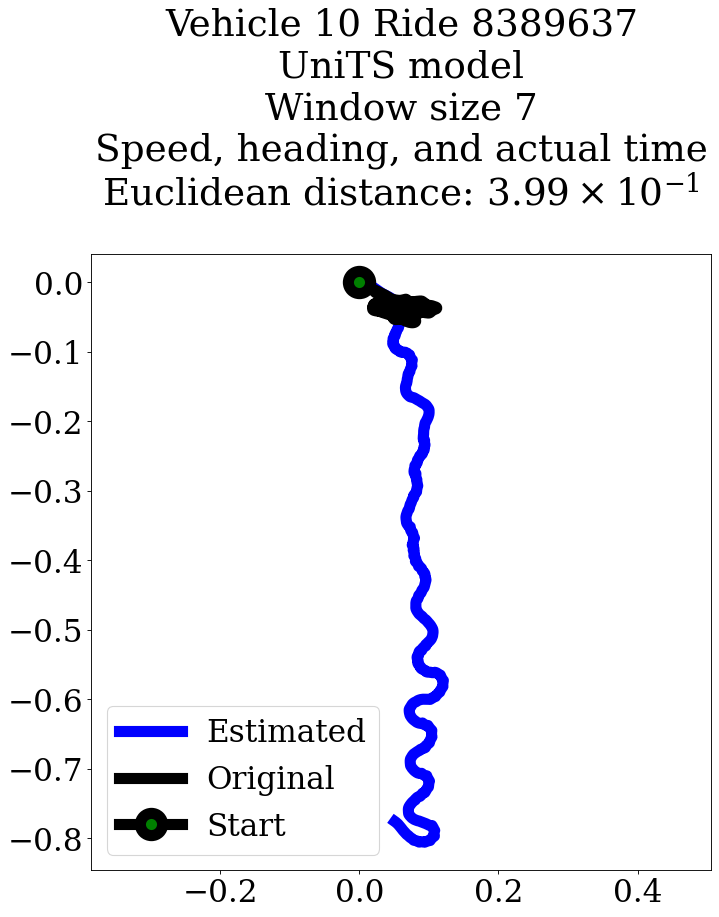 Vehicle 10 Ride 8389637
UniTS model
Window size 7
Speed, heading, and actual time
Euclidean distance: 3.99 × 10⁻¹
0.0
−0.1
−0.2
−0.3
−0.4
−0.5
−0.6
−0.7
−0.8
Estimated
Original
Start
−0.2
0.0
0.2
0.4